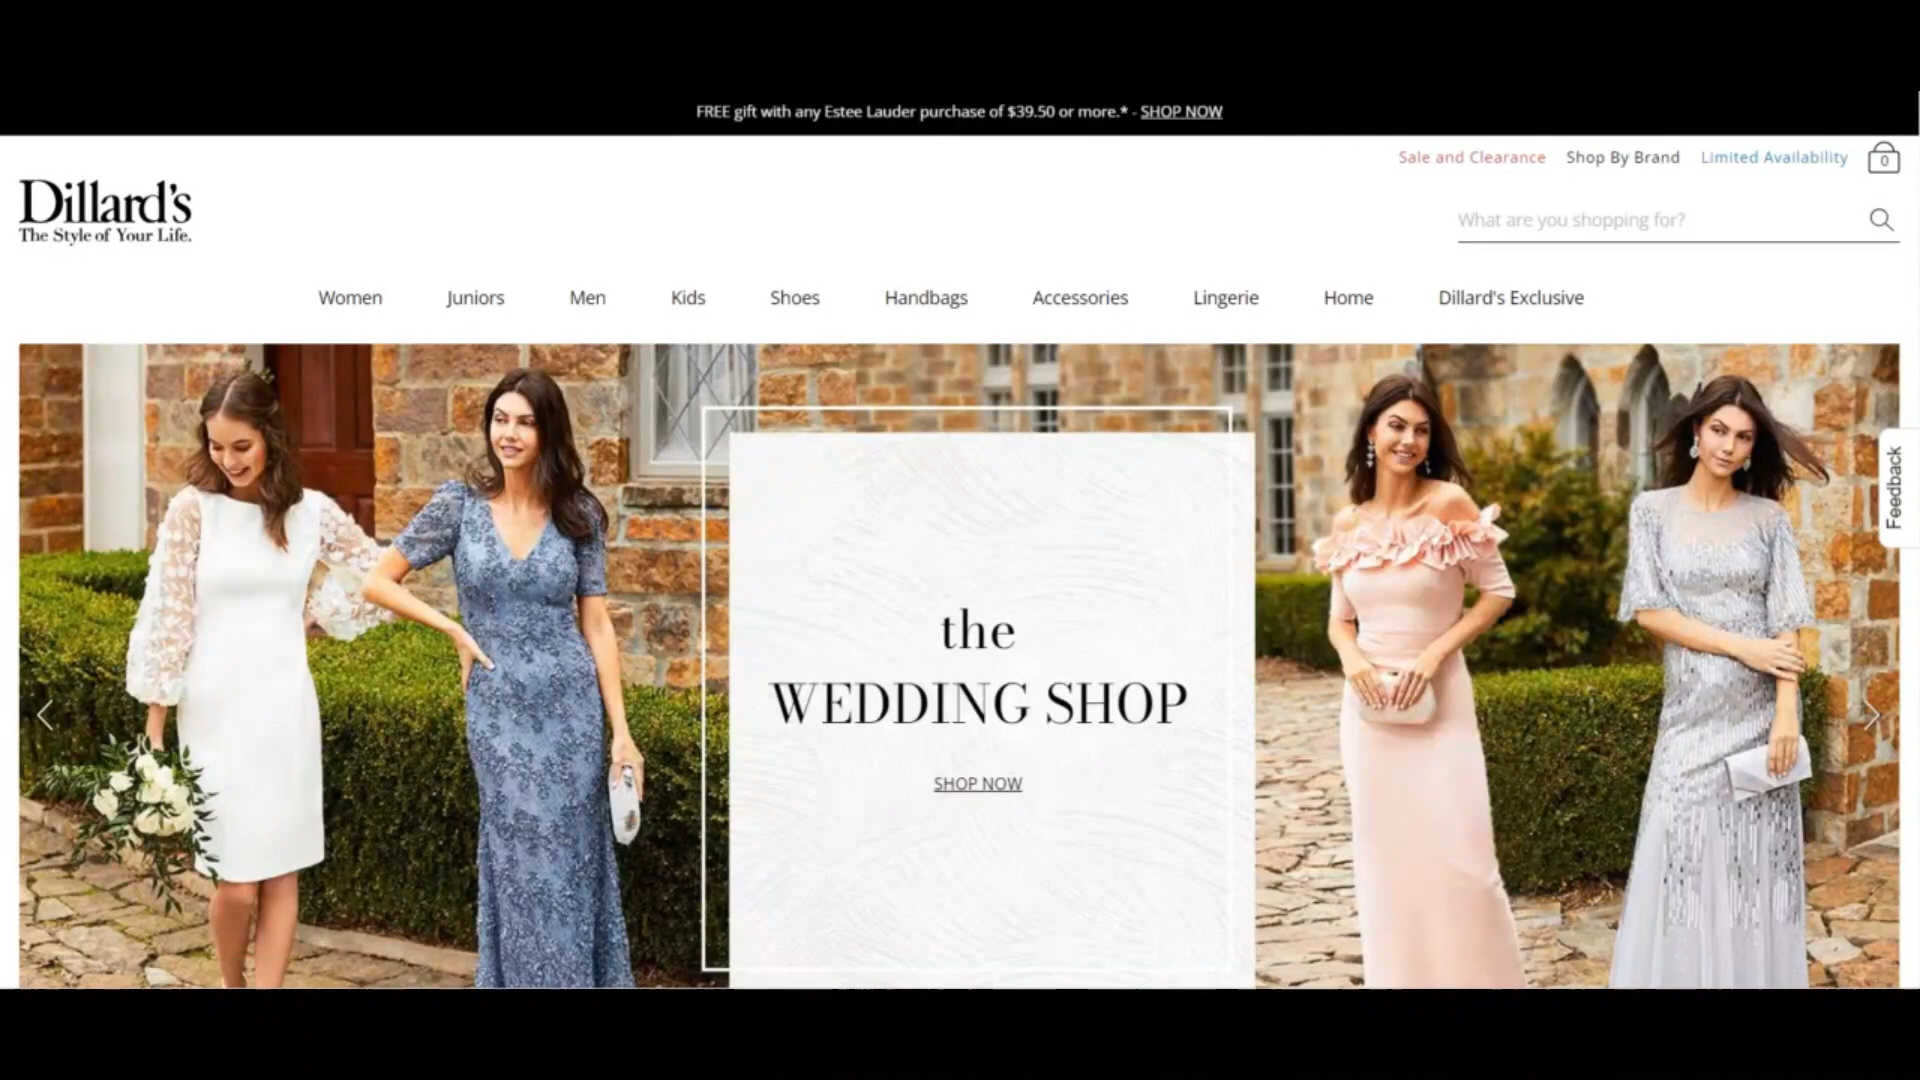 FREE gift with any Estee Lauder purchase of $39.50 or more.* - SHOP NOW
Sale and Clearance Shop By Brand Limited Availability 0
Dillard's
The Style of Your Life.
What are you shopping for?
Women Juniors Men Kids Shoes Handbags Accessories Lingerie Home Dillard's Exclusive
the
WEDDING SHOP
SHOP NOW
Feedback